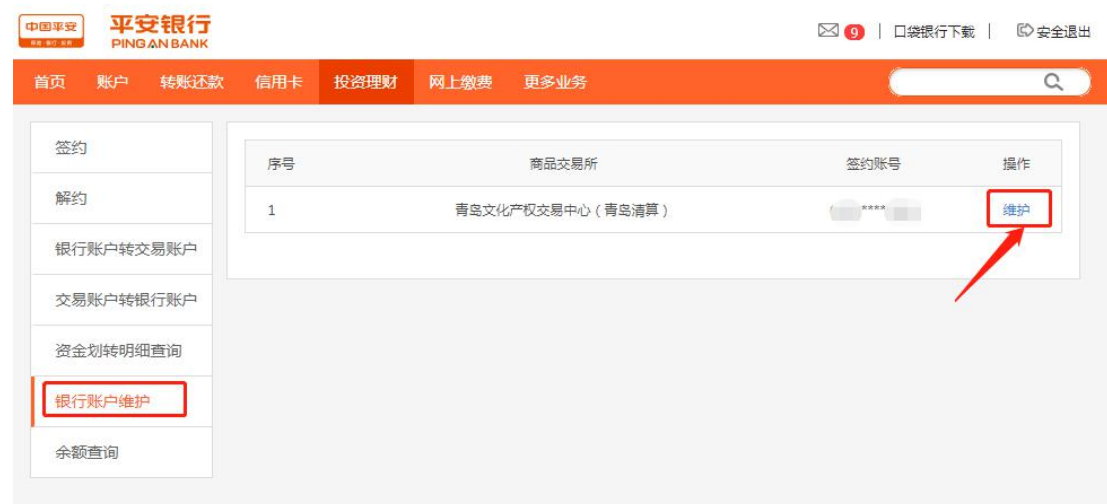 中国平安
平安银行
PINGAN BANK
9 | 口袋银行下载 | 安全退出
首页 账户 转账还款 信用卡 投资理财 网上缴费 更多业务
签约
解约
银行账户转交易账户
交易账户转银行账户
资金划转明细查询
银行账户维护
余额查询
序号 商品交易所 签约账号 操作
1 青岛文化产权交易中心（青岛清算） **** 维护